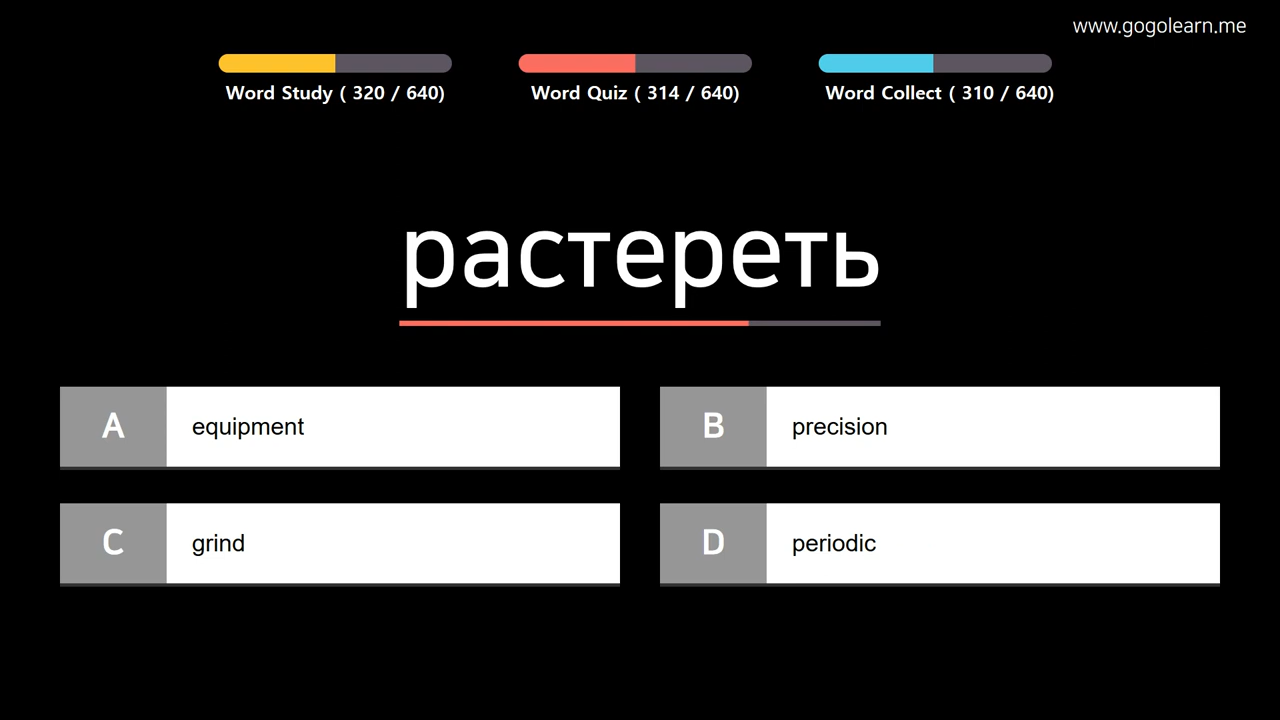 www.gogolearn.me
Word Study ( 320 / 640)
Word Quiz ( 314 / 640)
Word Collect ( 310 / 640)
растереть
A equipment
B precision
C grind
D periodic